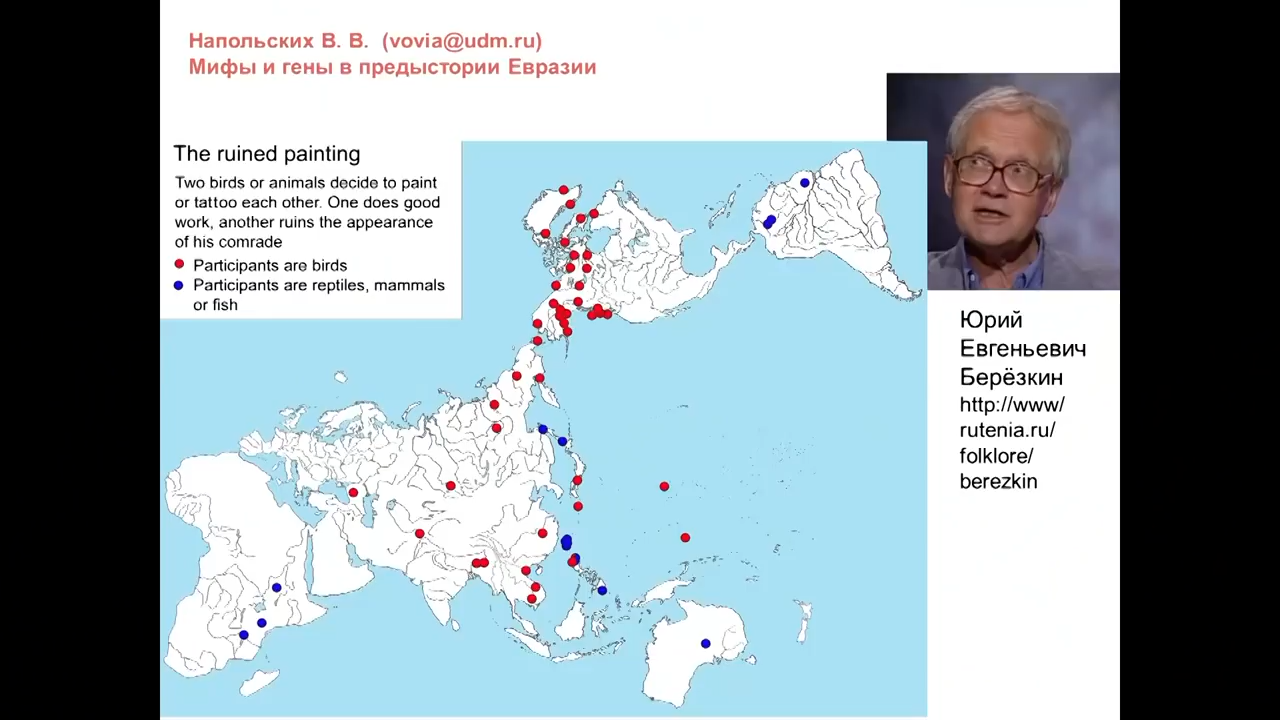 Напольских В. В. (vovia@udm.ru)
Мифы и гены в предыстории Евразии
The ruined painting
Two birds or animals decide to paint
or tattoo each other. One does good
work, another ruins the appearance
of his comrade
Participants are birds
Participants are reptiles, mammals
or fish
Юрий
Евгеньевич
Берёзкин
http://www/
rutenia.ru/
folklore/
berezkin